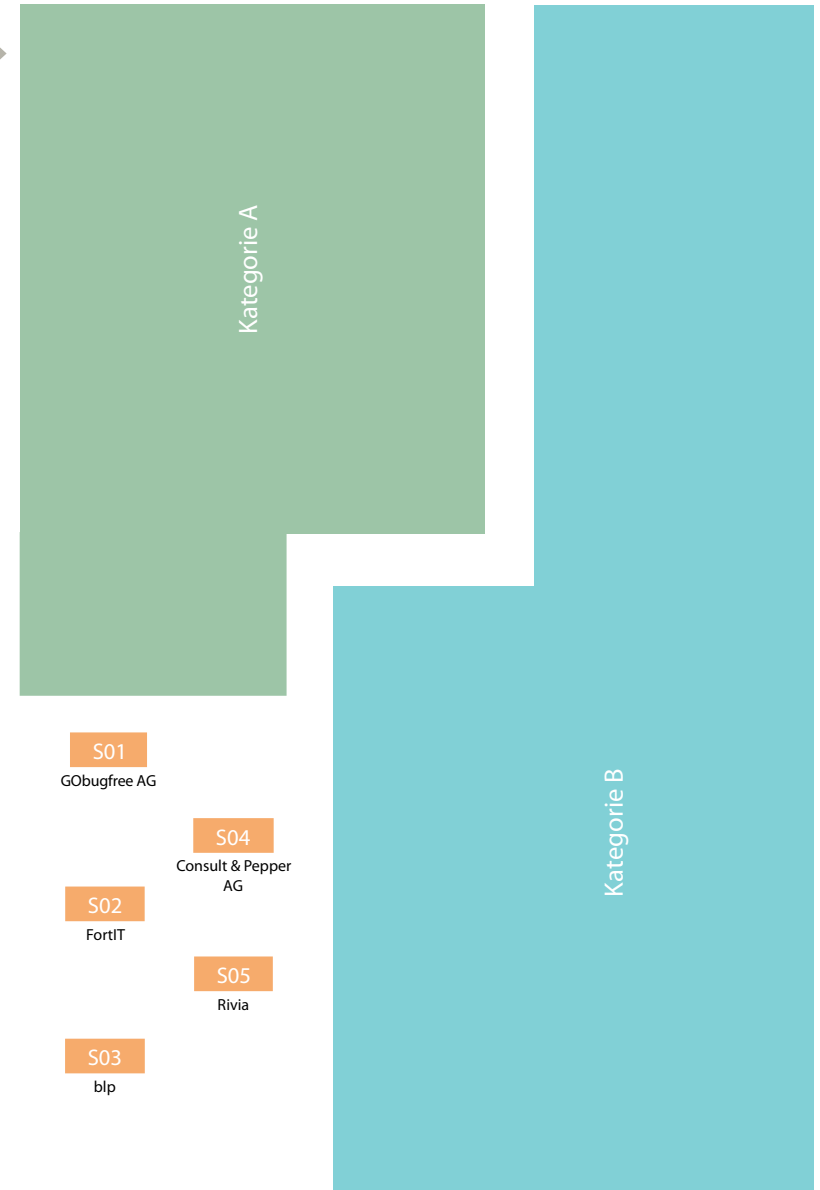 Kategorie A
Kategorie B
S01
GObugfree AG
S04
Consult & Pepper
AG
S02
FortIT
S05
Rivia
S03
blp